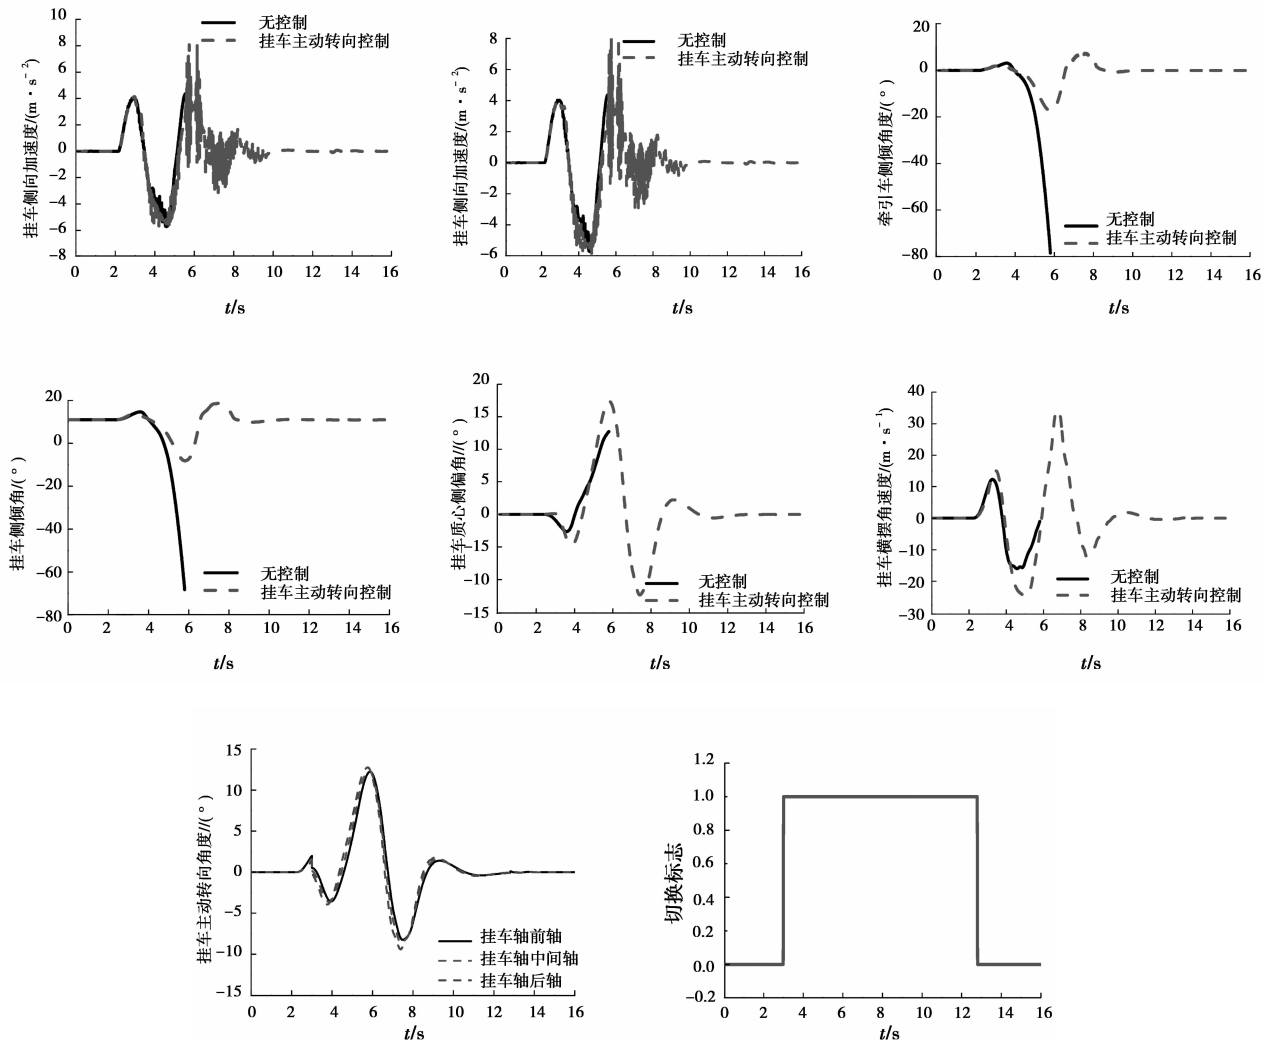 10
8
6
4
2
0
−2
−4
−6
−8
0 2 4 6 8 10 12 14 16
挂车侧向加速度/(m·s⁻²)
t/s
无控制
挂车主动转向控制
8
6
4
2
0
−2
−4
−6
0 2 4 6 8 10 12 14 16
挂车侧向加速度/(m·s⁻²)
t/s
无控制
挂车主动转向控制
20
0
−20
−40
−60
−80
0 2 4 6 8 10 12 14 16
牵引车侧倾角度/(°)
t/s
无控制
挂车主动转向控制
20
0
−20
−40
−60
−80
0 2 4 6 8 10 12 14 16
挂车侧倾角/(°)
t/s
无控制
挂车主动转向控制
20
15
10
5
0
−15
−10
−15
0 2 4 6 8 10 12 14 16
挂车质心侧偏角//(°)
t/s
无控制
挂车主动转向控制
40
30
20
10
0
−10
−20
−30
0 2 4 6 8 10 12 14 16
挂车横摆角速度/(m·s⁻¹)
t/s
无控制
挂车主动转向控制
15
10
5
0
−5
−10
−15
0 2 4 6 8 10 12 14 16
挂车主动转向角度//(°)
t/s
挂车轴前轴
挂车轴中间轴
挂车轴后轴
1.2
1.0
0.8
0.6
0.4
0.2
0.0
−0.2
0 2 4 6 8 10 12 14 16
切换标志
t/s